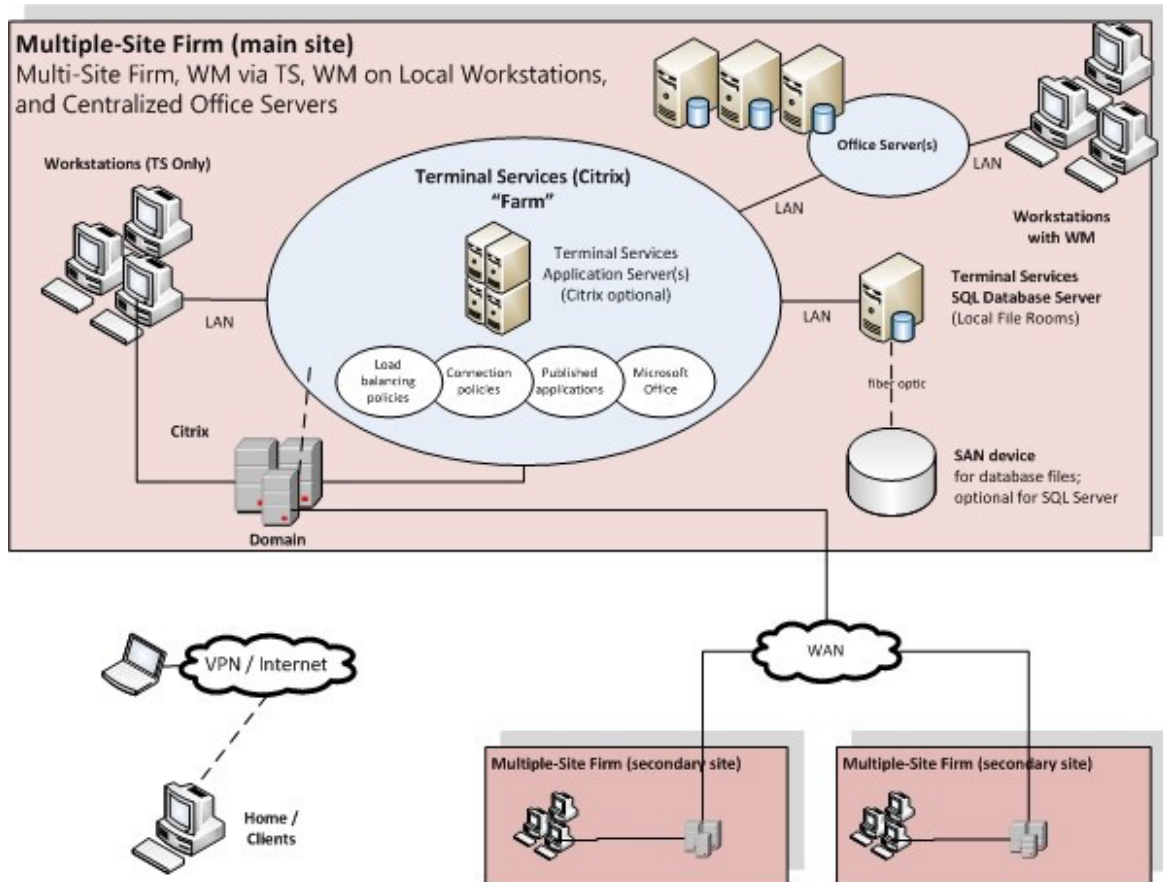 Multiple-Site Firm (main site)
Multi-Site Firm, WM via TS, WM on Local Workstations,
and Centralized Office Servers
Workstations (TS Only)
Terminal Services (Citrix)
“Farm”
Terminal Services
Application Server(s)
(Citrix optional)
Load
balancing
policies
Connection
policies
Published
applications
Microsoft
Office
Office Server(s)
LAN
LAN
Workstations
with WM
LAN
LAN
Terminal Services
SQL Database Server
(Local File Rooms)
fiber optic
SAN device
for database files;
optional for SQL Server
Citrix
Domain
VPN / Internet
WAN
Home /
Clients
Multiple-Site Firm (secondary site)
Multiple-Site Firm (secondary site)